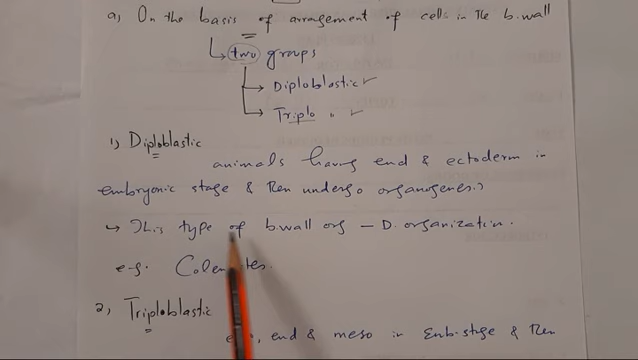 a) On the basis of arragement of cells in the b.wall
two groups
Diploblastic
Triplo "
1) Diploblastic
animals having end & ectoderm in
embryonic stage & then undergo organogenesis
→ This type of b.wall org — D. organization.
e.g. Colen
2) Triploblastic
end & meso in Emb-stage & then